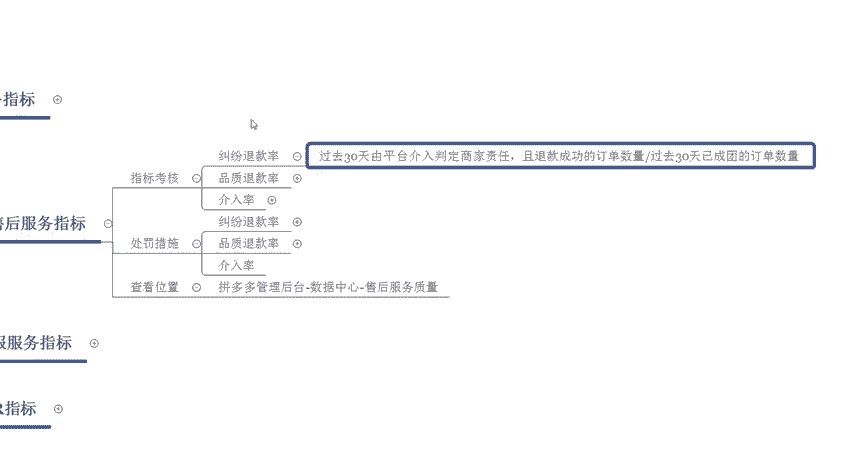 指标
纠纷退款率
过去30天由平台介入判定商家责任，且退款成功的订单数量/过去30天已成团的订单数量
指标考核
品质退款率
介入率
售后服务指标
纠纷退款率
处罚措施
品质退款率
介入率
查看位置
拼多多管理后台-数据中心-售后服务质量
服服务指标
指标